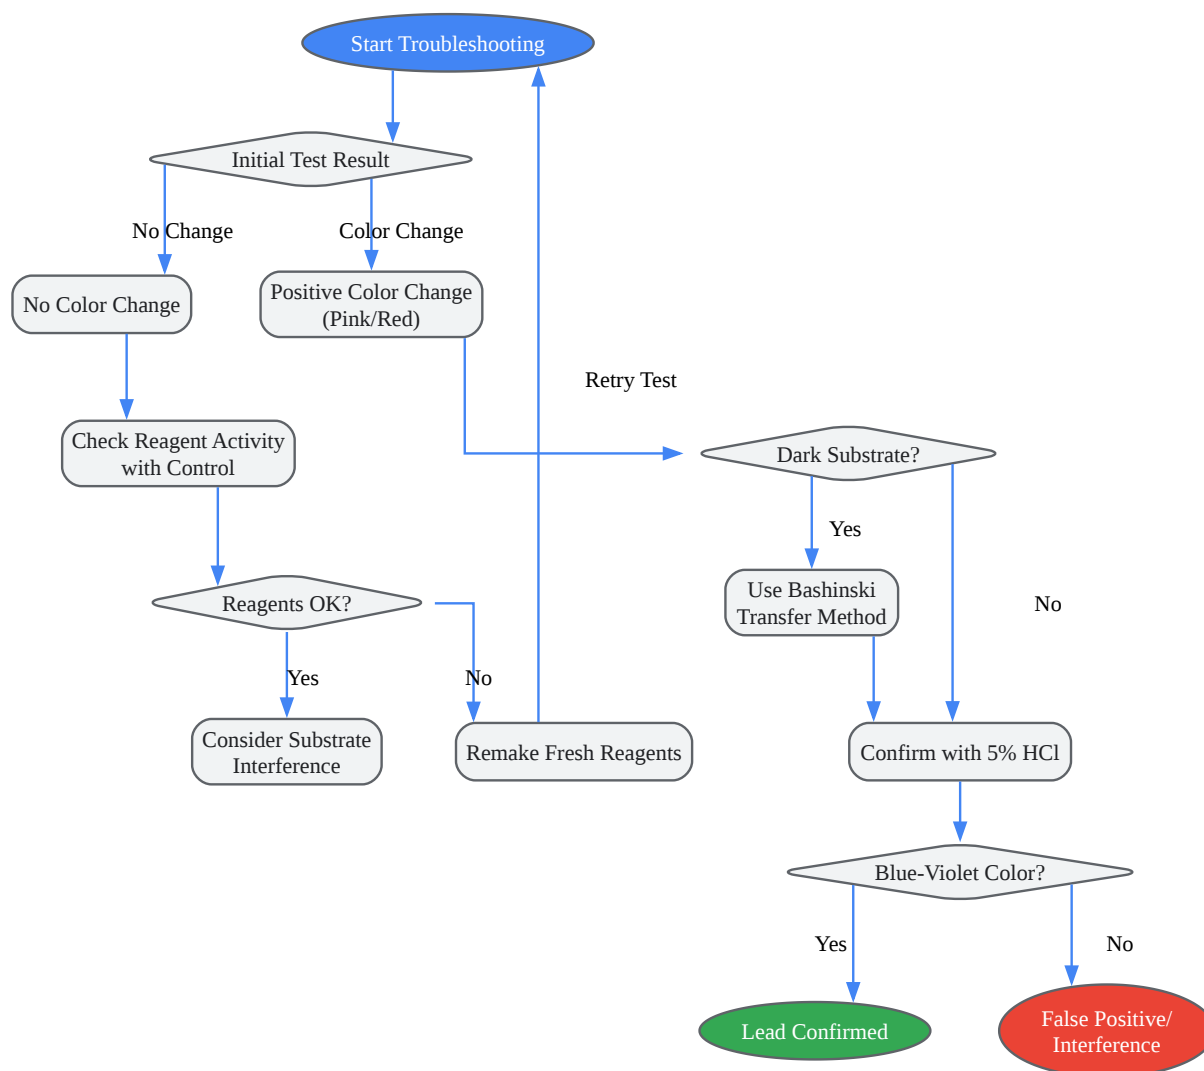 Start Troubleshooting
Initial Test Result
No Change
Color Change
No Color Change
Positive Color Change
(Pink/Red)
Retry Test
Check Reagent Activity
with Control
Dark Substrate?
Yes
Use Bashinski
Transfer Method
No
Reagents OK?
Yes
No
Consider Substrate
Interference
Remake Fresh Reagents
Confirm with 5% HCl
Blue-Violet Color?
Yes
No
Lead Confirmed
False Positive/
Interference